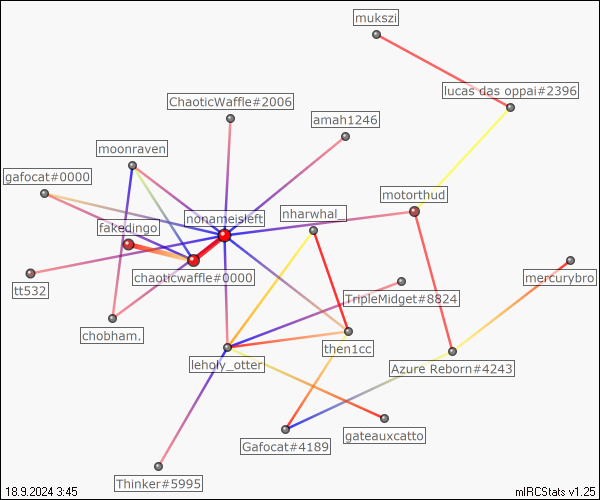 mukszi
lucas das oppai#2396
ChaoticWaffle#2006
amah1246
moonraven
gafocat#0000
motorthud
nonameisleft
nharwhal_
fakedingo
chaoticwaffle#0000
mercurybro
tt532
TripleMidget#8824
chobham.
then1cc
leholy_otter
Azure Reborn#4243
gateauxcatto
Gafocat#4189
Thinker#5995
18.9.2024 3:45
mIRCStats v1.25